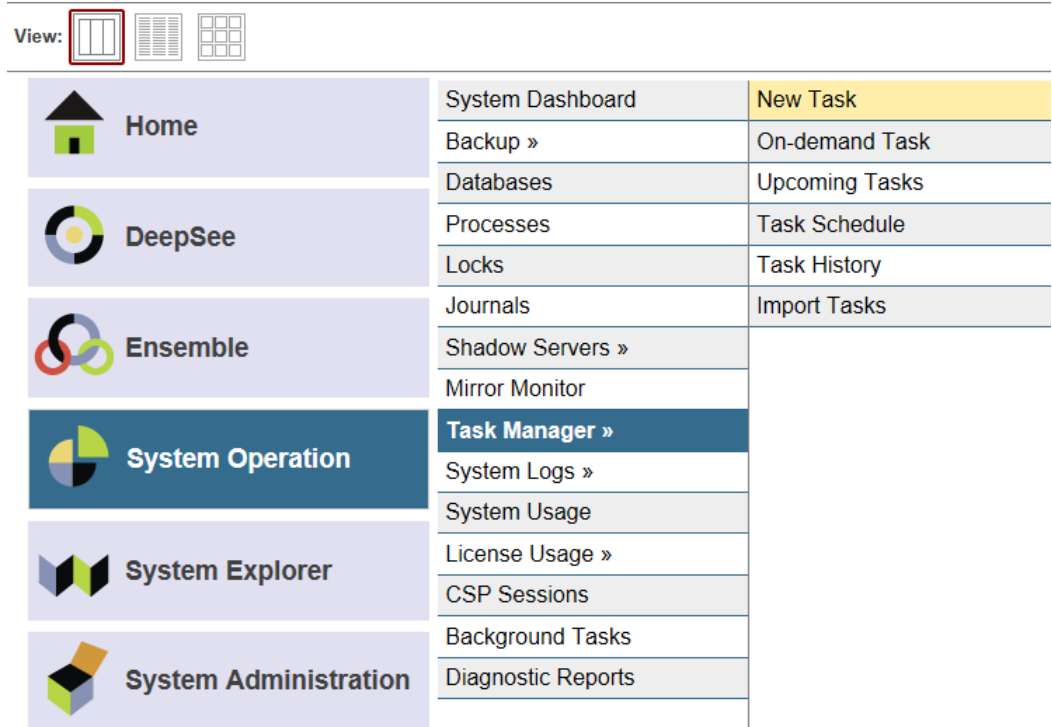 View:
Home
DeepSee
Ensemble
System Operation
System Explorer
System Administration
System Dashboard
Backup »
Databases
Processes
Locks
Journals
Shadow Servers »
Mirror Monitor
Task Manager »
System Logs »
System Usage
License Usage »
CSP Sessions
Background Tasks
Diagnostic Reports
New Task
On-demand Task
Upcoming Tasks
Task Schedule
Task History
Import Tasks